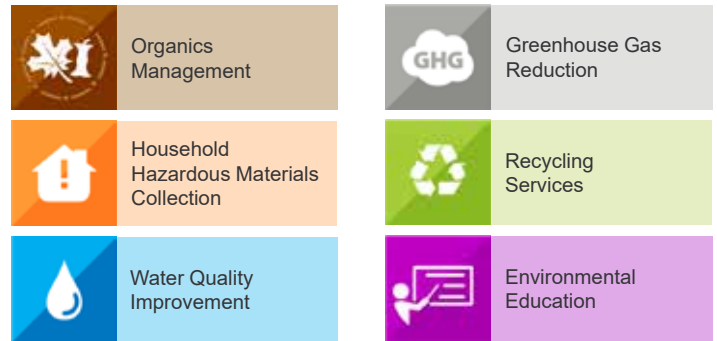 Organics
Management
GHG
Greenhouse Gas
Reduction
Household
Hazardous Materials
Collection
Recycling
Services
Water Quality
Improvement
Environmental
Education